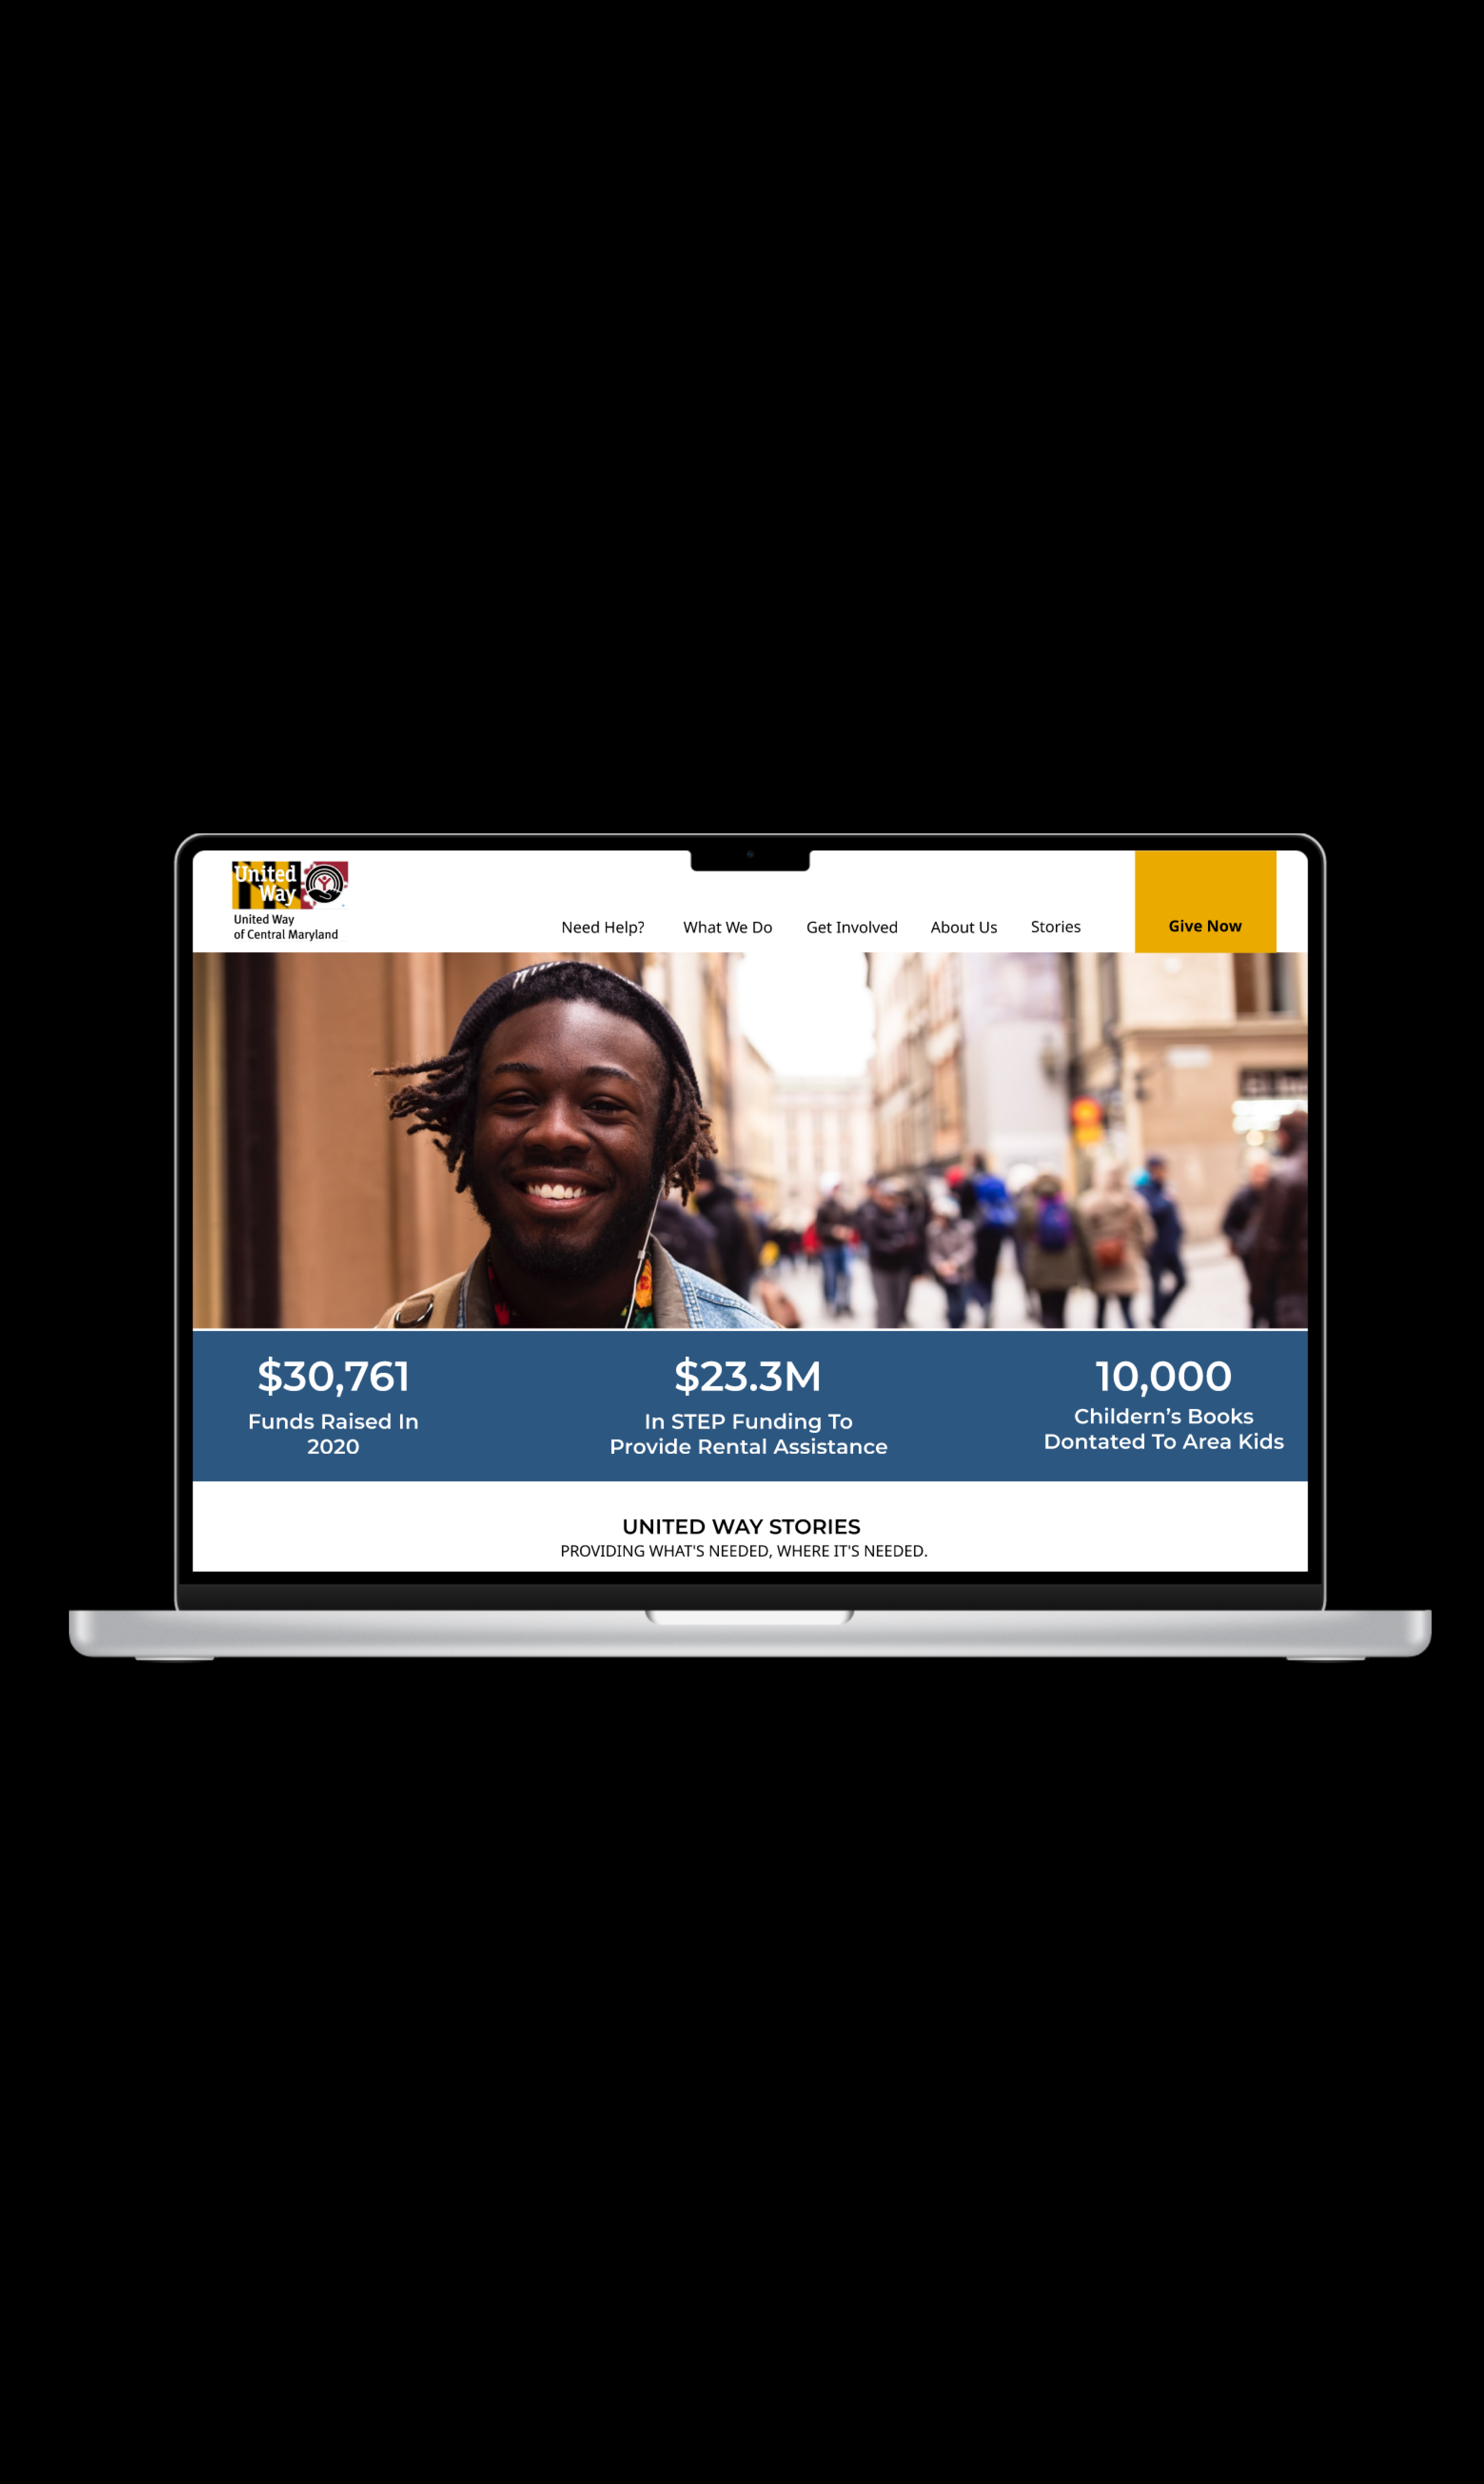 United
Way
United Way
of Central Maryland
Need Help?
What We Do
Get Involved
About Us
Stories
Give Now
$30,761
Funds Raised In
2020
$23.3M
In STEP Funding To
Provide Rental Assistance
10,000
Childern’s Books
Dontated To Area Kids
UNITED WAY STORIES
PROVIDING WHAT'S NEEDED, WHERE IT'S NEEDED.